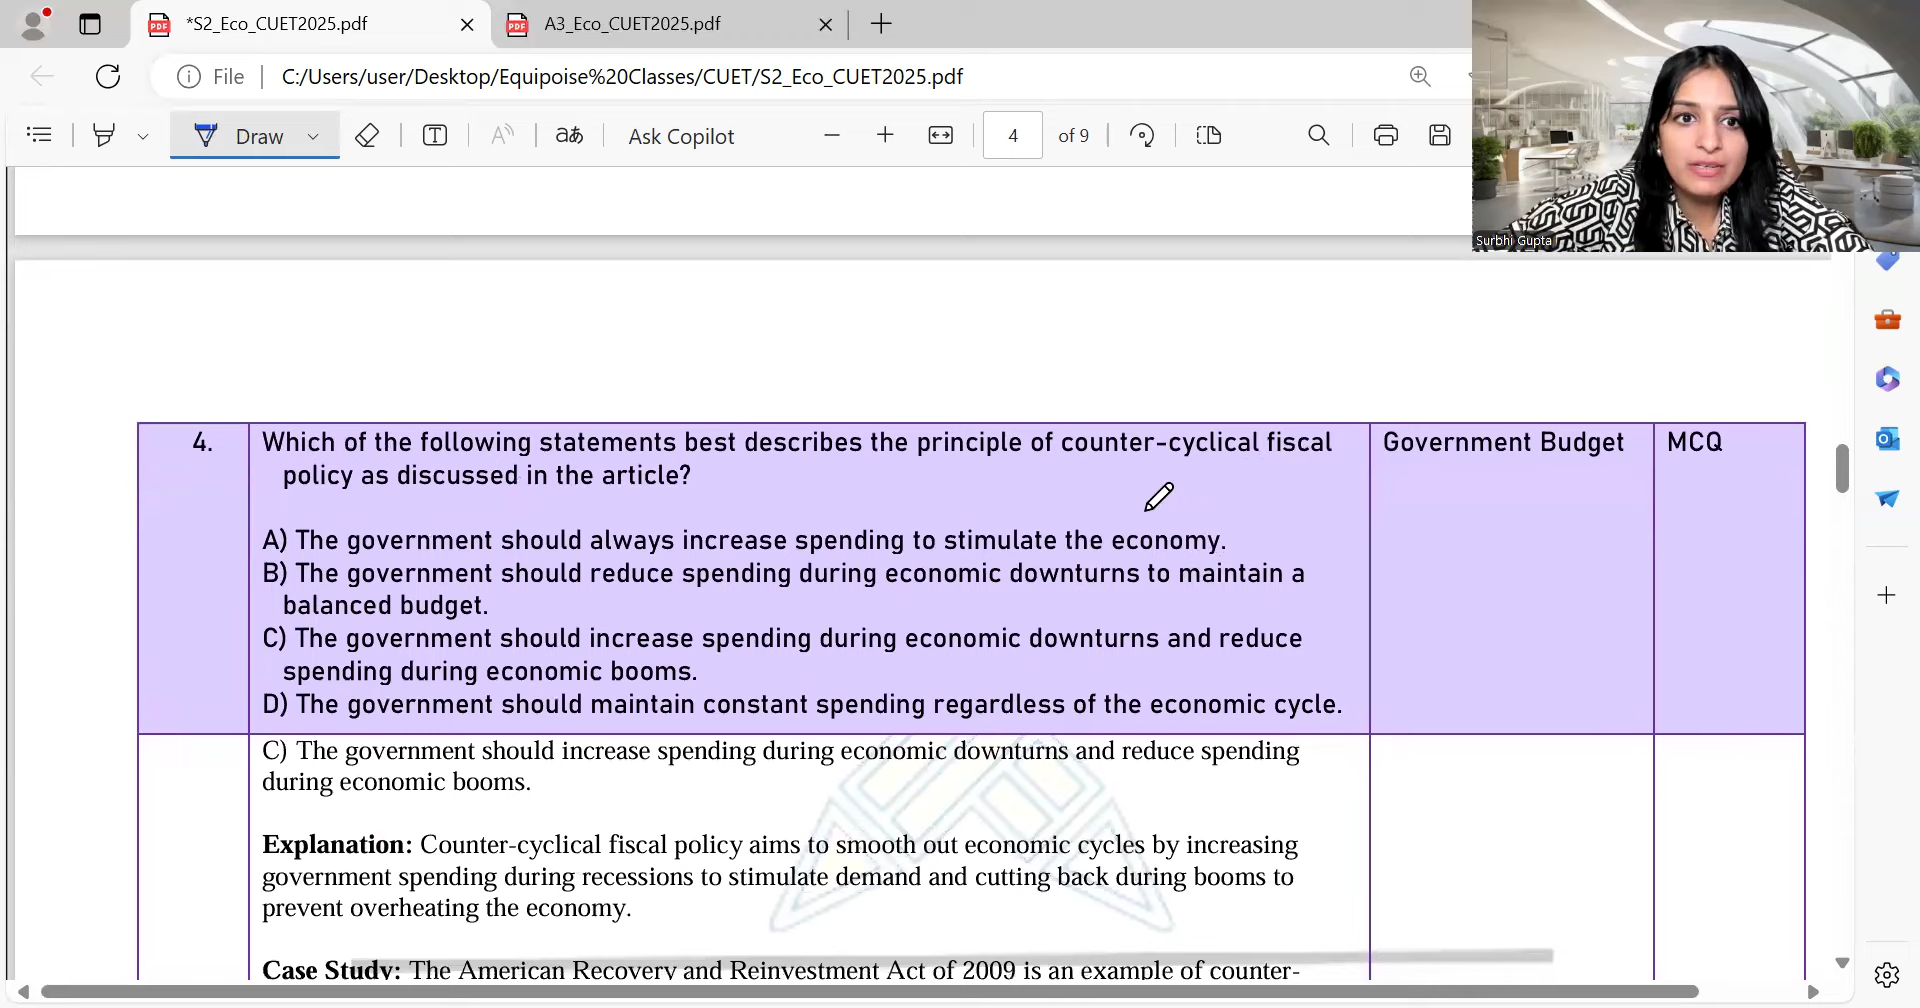 *S2_Eco_CUET2025.pdf
A3_Eco_CUET2025.pdf
File
C:/Users/user/Desktop/Equipoise%20Classes/CUET/S2_Eco_CUET2025.pdf
Draw
T
A
aあ
Ask Copilot
4
of 9
Surbhi Gupta
4.
Which of the following statements best describes the principle of counter-cyclical fiscal
policy as discussed in the article?
Government Budget
MCQ
A) The government should always increase spending to stimulate the economy.
B) The government should reduce spending during economic downturns to maintain a
balanced budget.
C) The government should increase spending during economic downturns and reduce
spending during economic booms.
D) The government should maintain constant spending regardless of the economic cycle.
C) The government should increase spending during economic downturns and reduce spending
during economic booms.
Explanation: Counter-cyclical fiscal policy aims to smooth out economic cycles by increasing
government spending during recessions to stimulate demand and cutting back during booms to
prevent overheating the economy.
Case Study: The American Recovery and Reinvestment Act of 2009 is an example of counter-